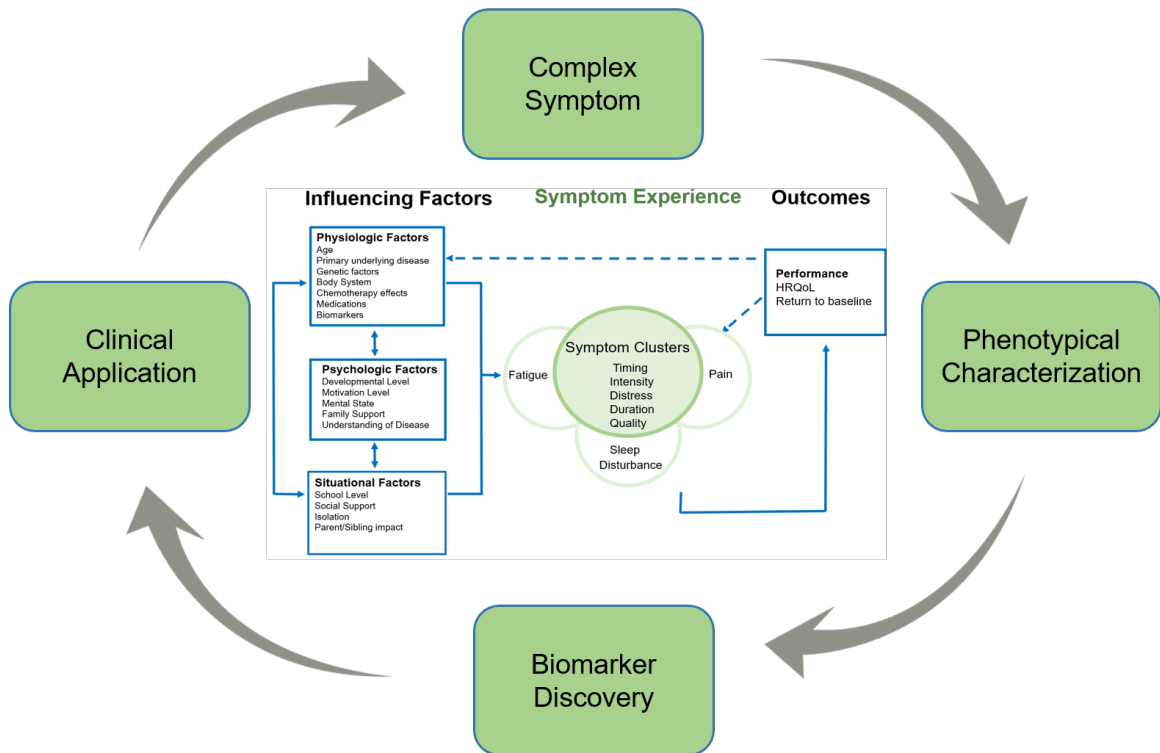 Complex
Symptom
Influencing Factors
Symptom Experience
Outcomes
Physiologic Factors
Age
Primary underlying disease
Genetic factors
Body System
Chemotherapy effects
Medications
Biomarkers
Performance
HRQoL
Return to baseline
Clinical
Application
Phenotypical
Characterization
Symptom Clusters
Timing
Intensity
Distress
Duration
Quality
Fatigue
Pain
Sleep
Disturbance
Psychologic Factors
Developmental Level
Motivation Level
Mental State
Family Support
Understanding of Disease
Situational Factors
School Level
Social Support
Isolation
Parent/Sibling impact
Biomarker
Discovery